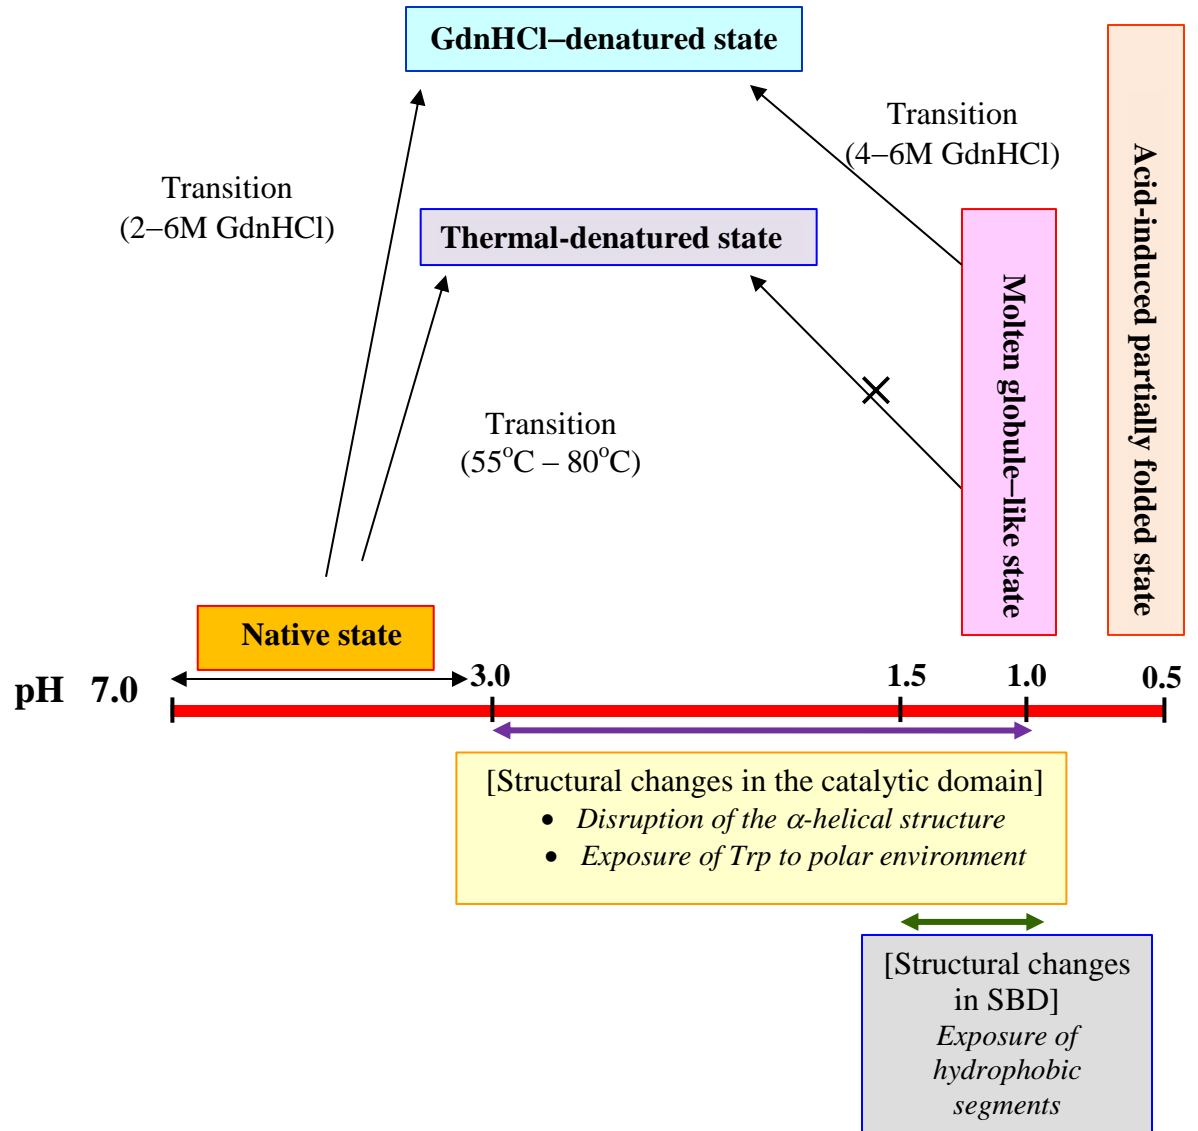 GdnHCl–denatured state
Transition
(4–6M GdnHCl)
Transition
(2–6M GdnHCl)
Thermal-denatured state
Acid-induced partially folded state
Molten globule–like state
Transition
(55°C – 80°C)
Native state
pH 7.0
3.0
1.5
1.0
0.5
[Structural changes in the catalytic domain]
• Disruption of the α-helical structure
• Exposure of Trp to polar environment
[Structural changes
in SBD]
Exposure of
hydrophobic
segments